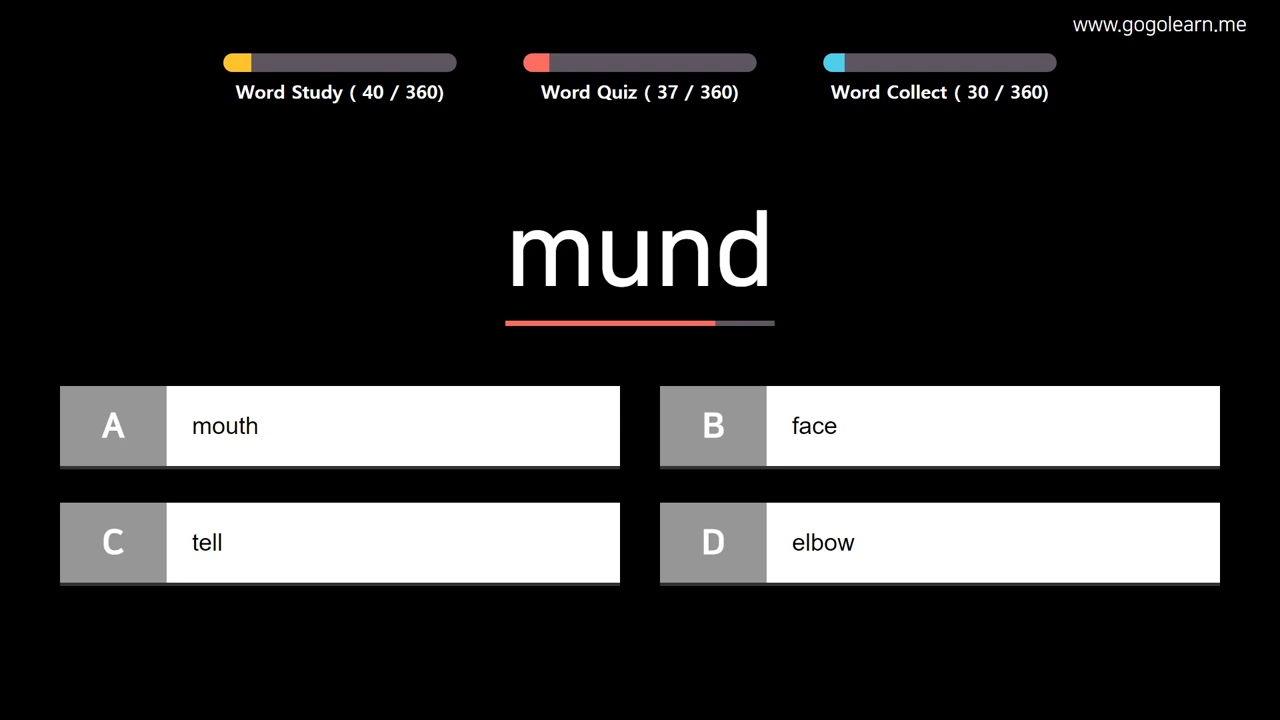 www.gogolearn.me
Word Study ( 40 / 360)
Word Quiz ( 37 / 360)
Word Collect ( 30 / 360)
mund
A mouth
B face
C tell
D elbow